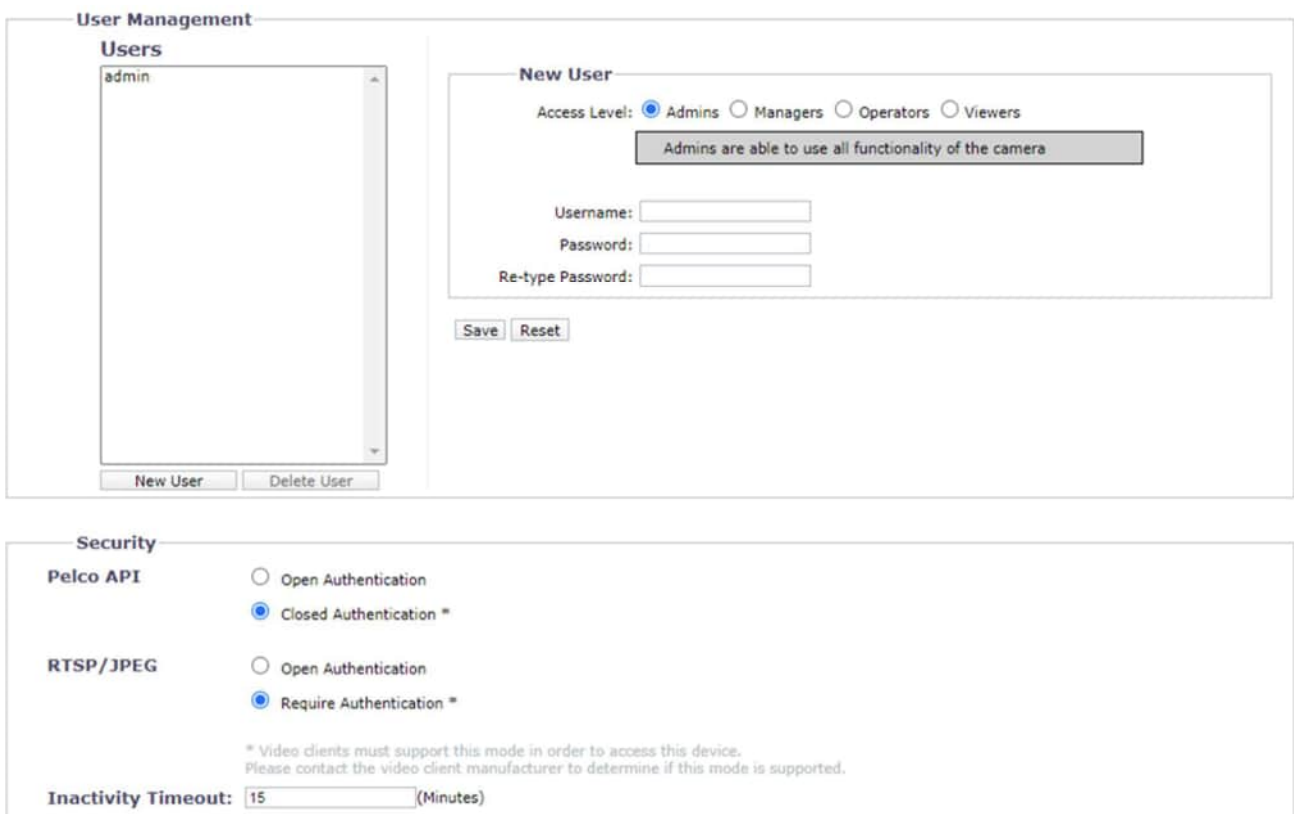 User Management
Users
admin
New User
Access Level: Admins Managers Operators Viewers
Admins are able to use all functionality of the camera
Username:
Password:
Re-type Password:
Save Reset
New User Delete User
Security
Pelco API Open Authentication
Closed Authentication *
RTSP/JPEG Open Authentication
Require Authentication *
* Video clients must support this mode in order to access this device.
Please contact the video client manufacturer to determine if this mode is supported.
Inactivity Timeout: 15 (Minutes)